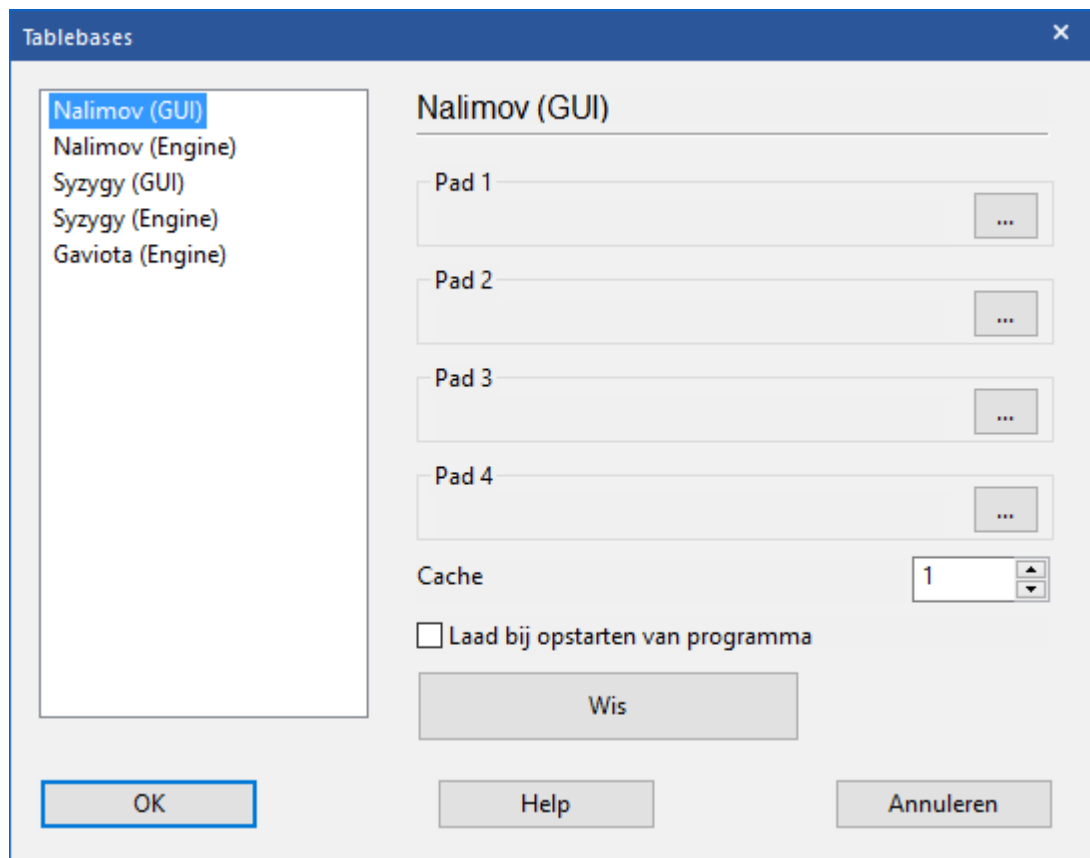 Tablebases
Nalimov (GUI)
Nalimov (Engine)
Syzygy (GUI)
Syzygy (Engine)
Gaviota (Engine)
Nalimov (GUI)
Pad 1
...
Pad 2
...
Pad 3
...
Pad 4
...
Cache 1
Laad bij opstarten van programma
Wis
OK Help Annuleren